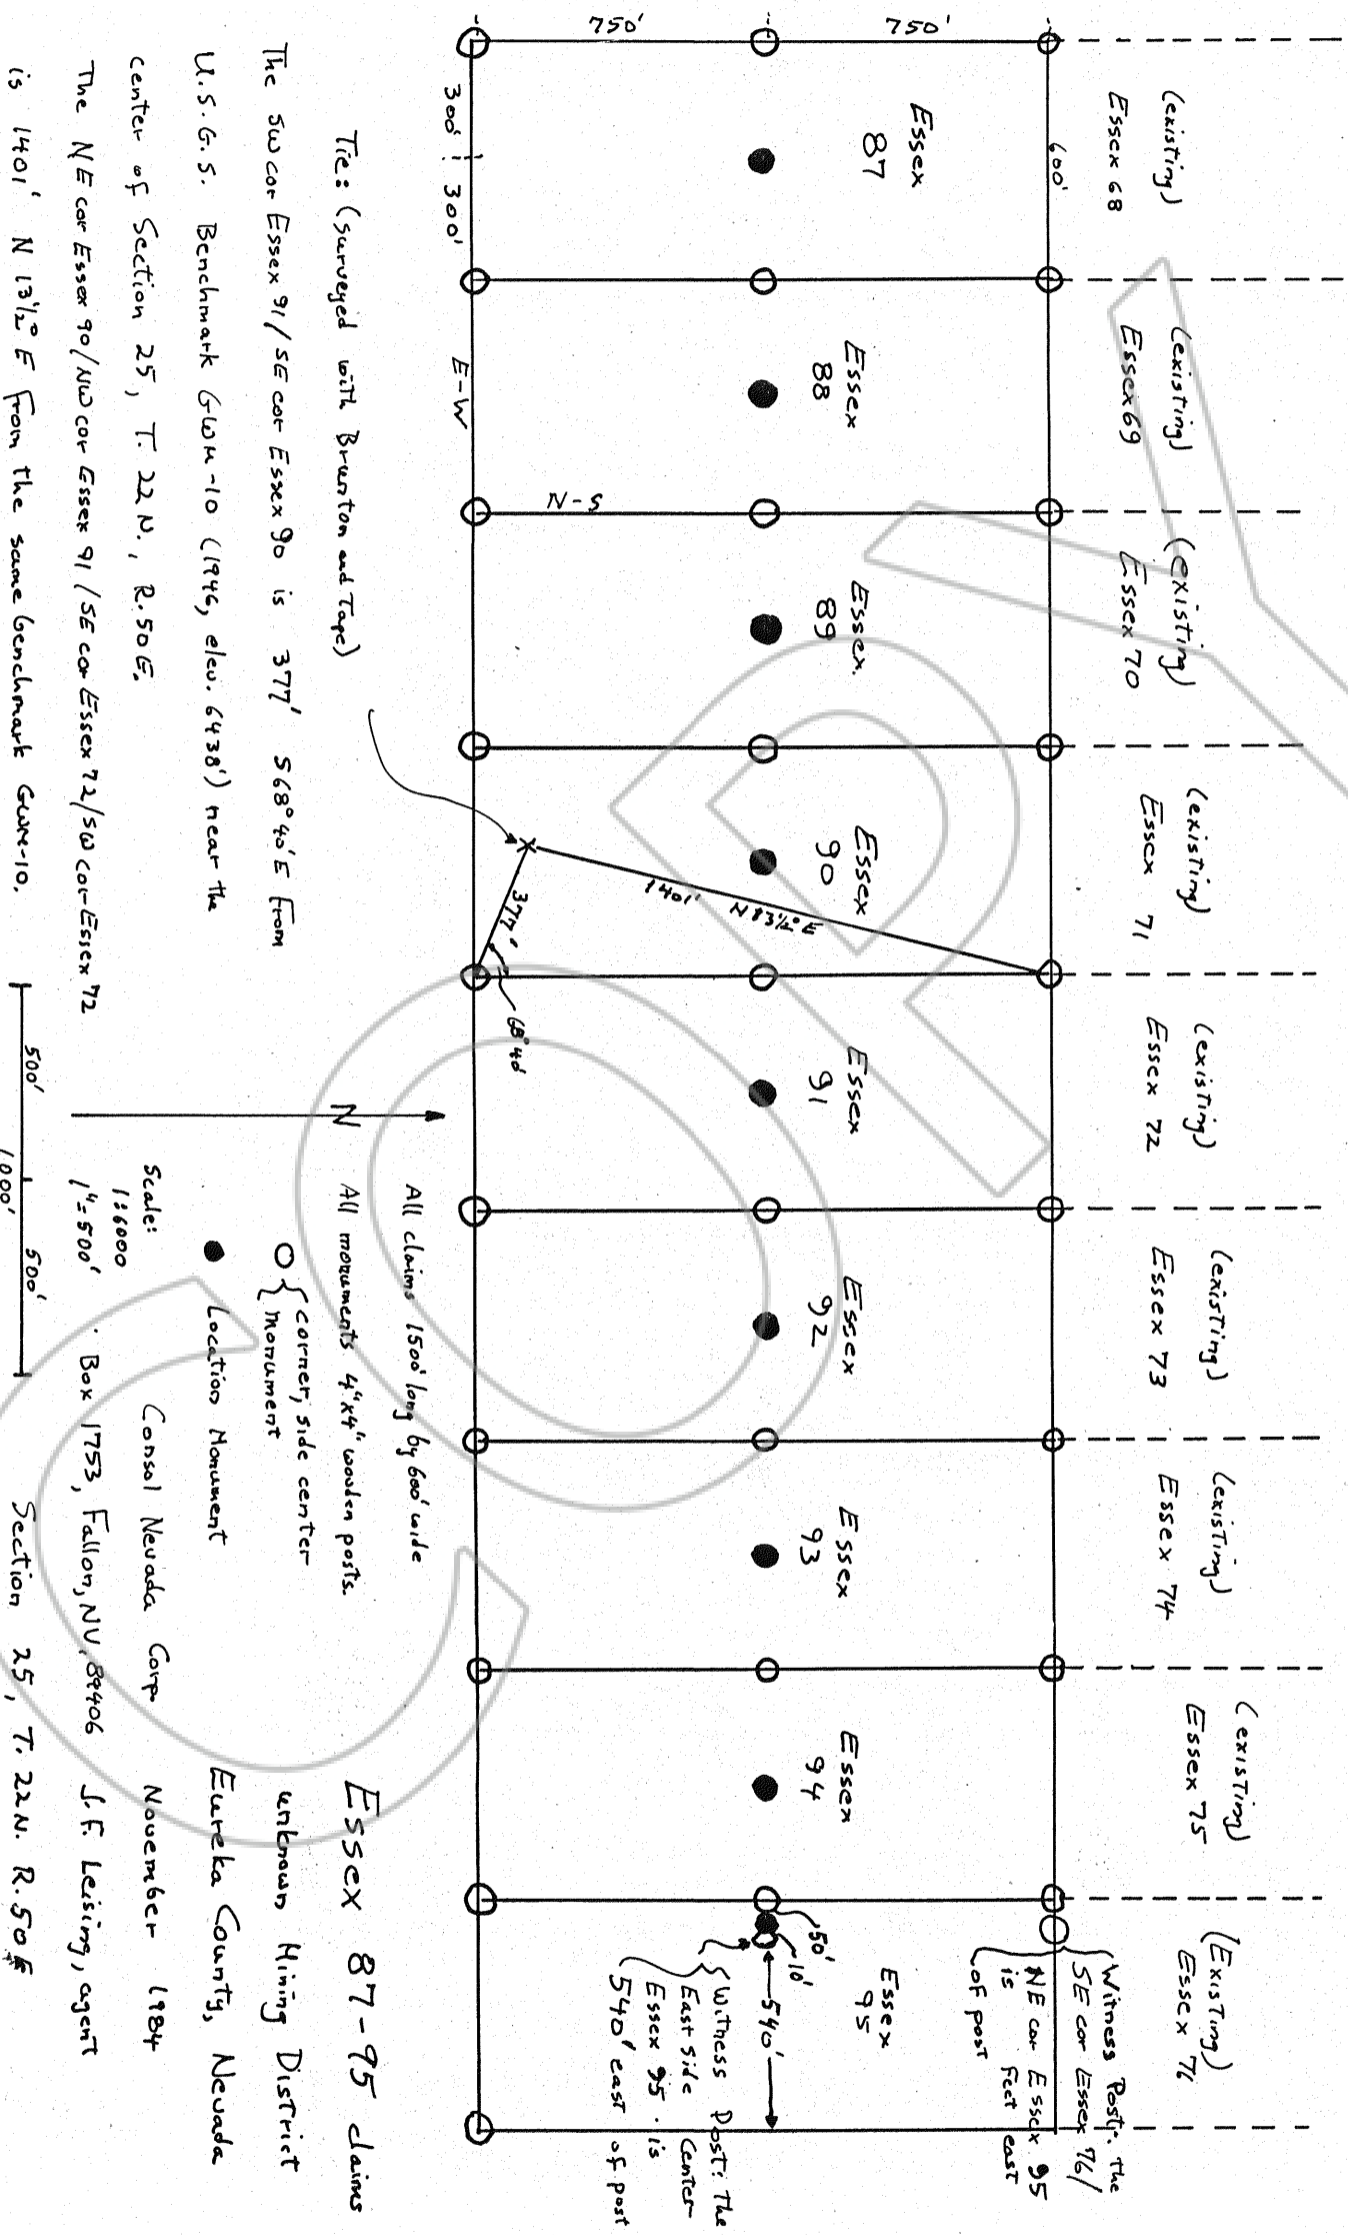 (existing)
Essex 68
(existing)
Essex 69
(existing)
Essex 70
(existing)
Essex 71
(existing)
Essex 72
(existing)
Essex 73
(existing)
Essex 74
(existing)
Essex 75
(Existing)
Essex 76
Witness Post: The
SE cor Essex 76/
NE cor Essex 95
is feet east
of post
750'
750'
600'
Essex
87
Essex
88
Essex
89
Essex
90
Essex
91
Essex
92
Essex
93
Essex
94
Essex
95
1401'
N 13½° E
377'
68°40'
50'
10'
540'
Witness Post: The
East side Center
Essex 95 is
540' east of post
300' 300'
E-W
N-S
Tie: (surveyed with Brunton and Tape)
The SW cor Essex 91/SE cor Essex 90 is 377' S68°40'E from
U.S.G.S. Benchmark GWM-10 (1946, elev. 6438') near the
center of Section 25, T. 22 N., R. 50 E.
The NE cor Essex 90/NW cor Essex 91/SE cor Essex 72/SW cor Essex 72
is 1401' N 13½° E from the same benchmark GWM-10.
All claims 1500' long by 600' wide
N
All monuments 4"x4" wooden posts.
corner, side center
monument
Location Monument
Scale:
1:6000
1"=500'
500'
500'
1000'
Essex 87-95 claims
unknown Mining District
Eureka County, Nevada
Consol Nevada Corp. November 1984
. Box 1753, Fallon, NV, 89406 J.F. Leising, agent
Section 25, T. 22N. R. 50E
COPY